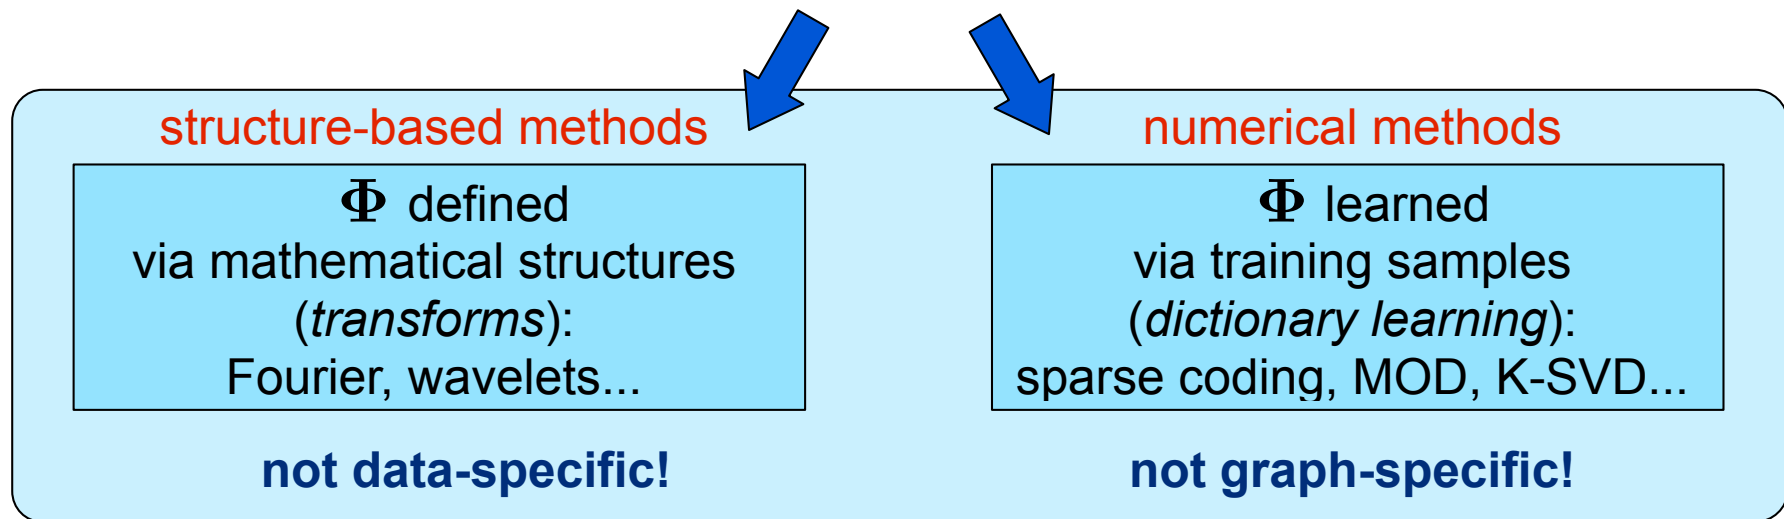 structure-based methods
Φ defined
via mathematical structures
(transforms):
Fourier, wavelets...
not data-specific!
numerical methods
Φ learned
via training samples
(dictionary learning):
sparse coding, MOD, K-SVD...
not graph-specific!